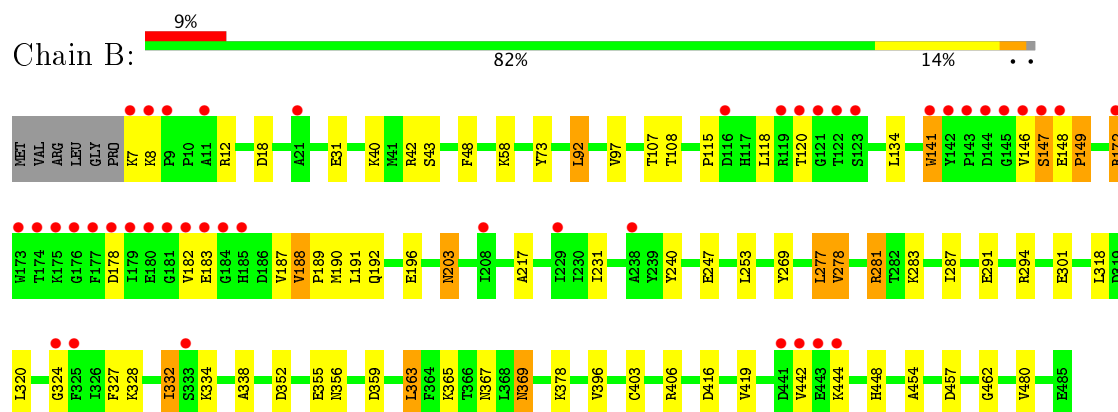 9%
Chain B:
82% 14% • •
MET VAL ARG LEU GLY PRO K7 K8 P9 P10 A11 R12 D18 A21 E31 K40 M41 R42 S43 F48 K58 Y73 L92 V97 T107 T108 P115 D116 H117 L118 R119 T120 G121 T122 S123 L134 W141 Y142 P143 D144 G145 V146 S147 E148 P149
W173 T174 K175 G176 F177 D178 I179 E180 G181 V182 E183 G184 H185 D186 V187 V188 P189 M190 L191 Q192 E196 N203 I208 A217 I229 I230 I231 A238 Y239 Y240 E247 L253 Y269 L277 V278 R281 T282 K283 I287 E291 R294 E301 L318
L320 G324 F325 I326 F327 K328 I332 S333 K334 A338 D352 E355 N356 D359 L363 F364 K365 T366 N367 L368 N369 K378 V396 C403 R406 D416 V419 D441 V442 E443 K444 H448 A454 D457 G462 V480 E485